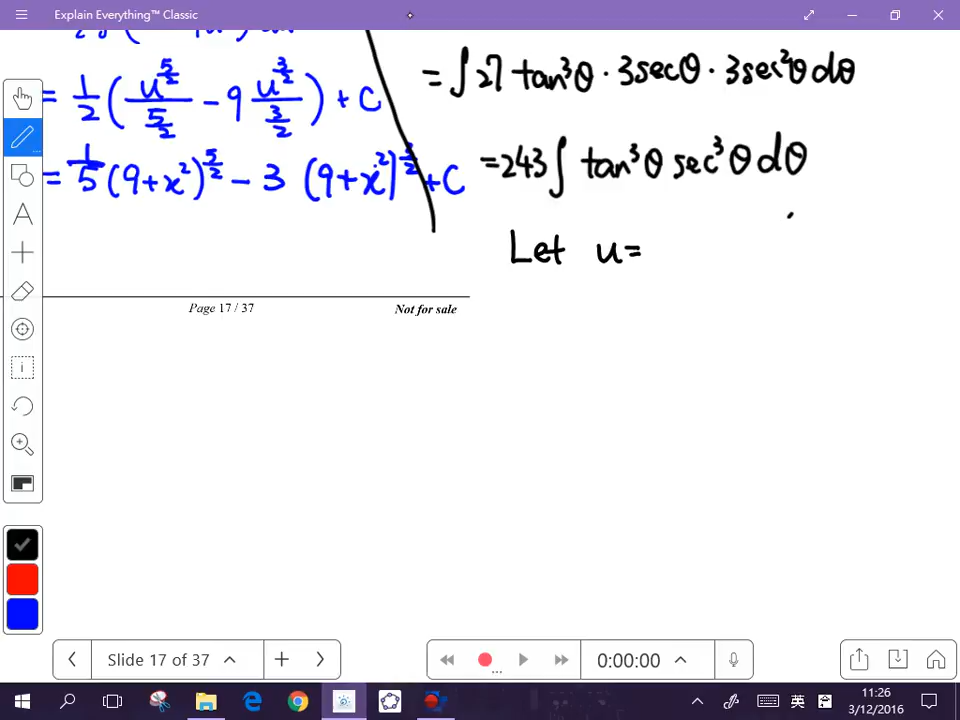 Explain Everything™ Classic
= 1/2 ( u^(5/2) / (5/2) - 9 u^(3/2) / (3/2) ) + C
= 1/5 (9+x²)^(5/2) - 3 (9+x²)^(3/2) + C
= ∫ 27 tan³θ · 3secθ · 3sec²θ dθ
= 243 ∫ tan³θ sec³θ dθ
Let u=
Page 17 / 37
Not for sale
Slide 17 of 37
0:00:00
英
11:26
3/12/2016